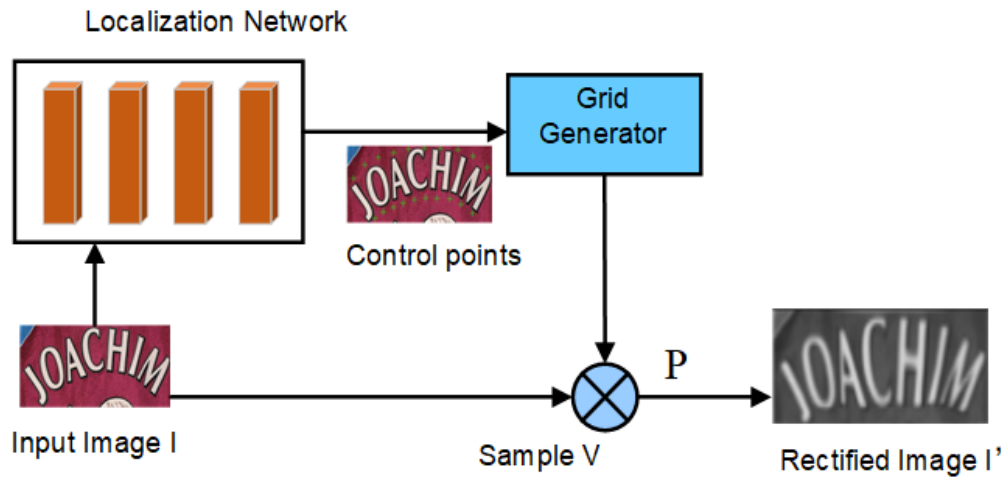 Localization Network
Grid
Generator
JOACHIM
Control points
JOACHIM
Input Image I
P
Sample V
JOACHIM
Rectified Image I’